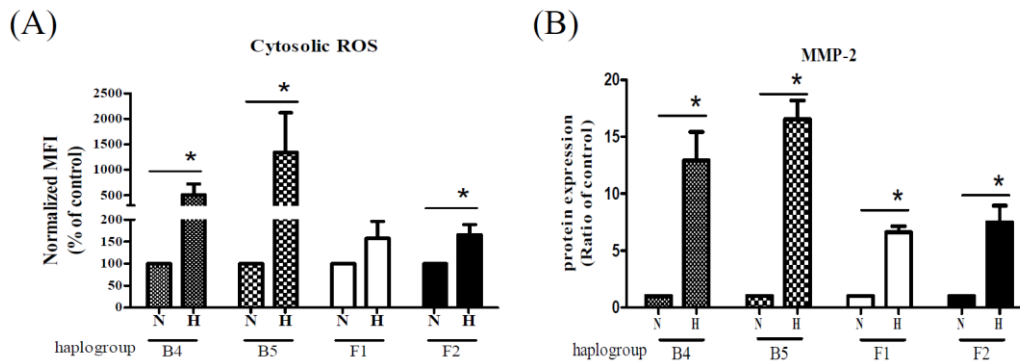 (A)
Cytosolic ROS
Normalized MFI
(% of control)
2500
2000
1500
1000
500
200
150
100
50
0
*
*
*
N H N H N H N H
haplogroup B4 B5 F1 F2
(B)
MMP-2
protein expression
(Ratio of control)
20
15
10
5
0
*
*
*
*
N H N H N H N H
haplogroup B4 B5 F1 F2